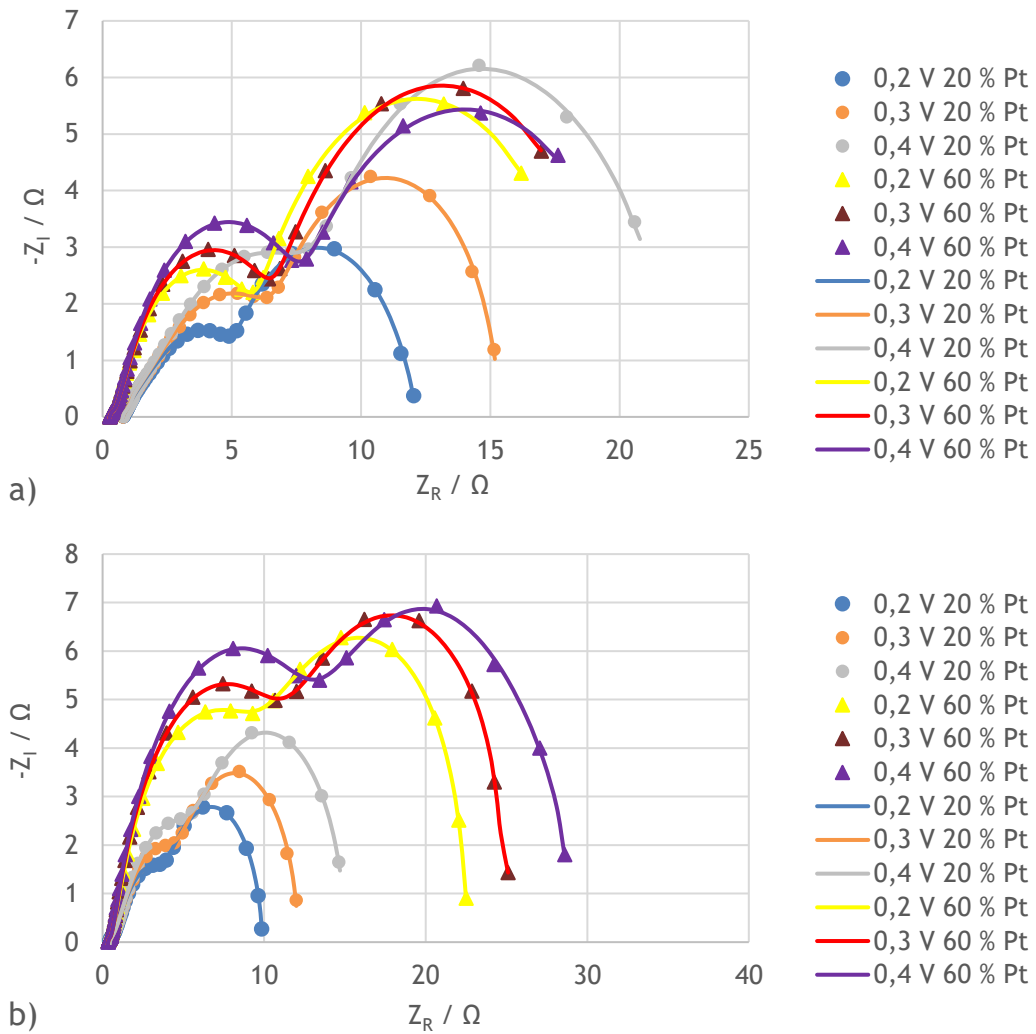 7
6
5
4
3
2
1
0
-Z_I / Ω
0 5 10 15 20 25
Z_R / Ω
a)
0,2 V 20 % Pt
0,3 V 20 % Pt
0,4 V 20 % Pt
0,2 V 60 % Pt
0,3 V 60 % Pt
0,4 V 60 % Pt
0,2 V 20 % Pt
0,3 V 20 % Pt
0,4 V 20 % Pt
0,2 V 60 % Pt
0,3 V 60 % Pt
0,4 V 60 % Pt
8
7
6
5
4
3
2
1
0
-Z_I / Ω
0 10 20 30 40
Z_R / Ω
b)
0,2 V 20 % Pt
0,3 V 20 % Pt
0,4 V 20 % Pt
0,2 V 60 % Pt
0,3 V 60 % Pt
0,4 V 60 % Pt
0,2 V 20 % Pt
0,3 V 20 % Pt
0,4 V 20 % Pt
0,2 V 60 % Pt
0,3 V 60 % Pt
0,4 V 60 % Pt